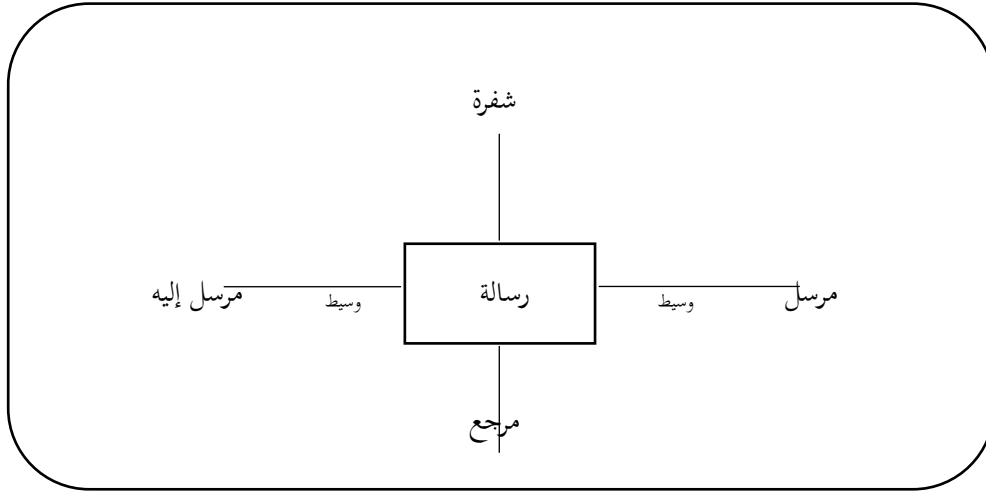 شفرة
مرسل
وسيط
رسالة
وسيط
مرسل إليه
مرجع